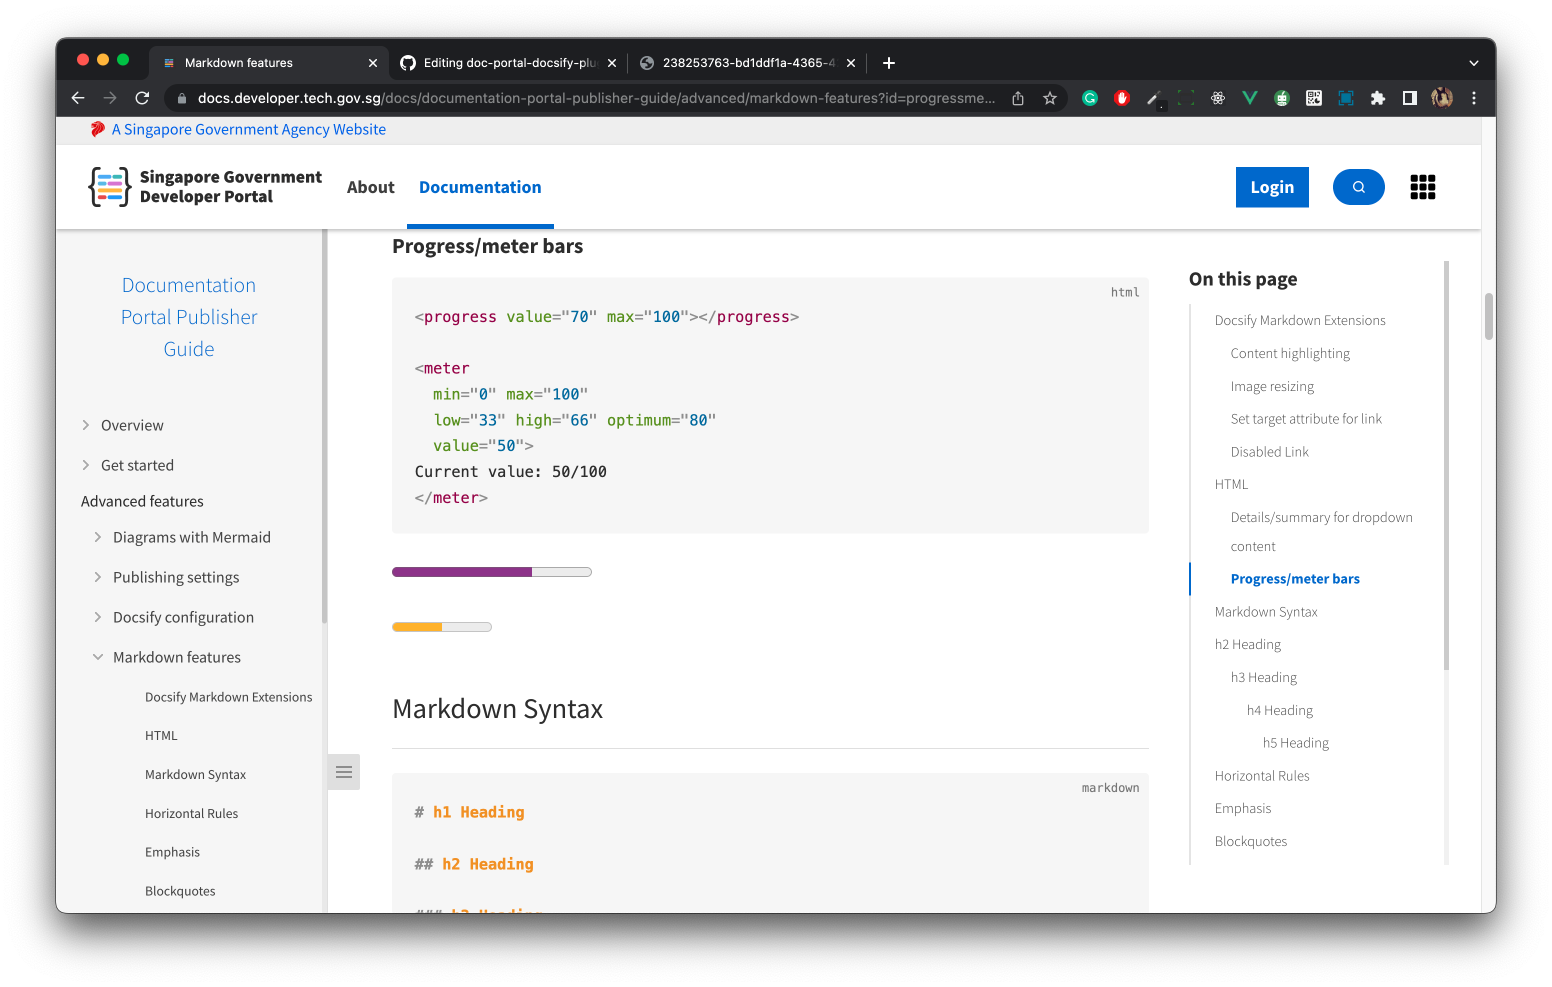 Markdown features
Editing doc-portal-docsify-plu
238253763-bd1ddf1a-4365-4
docs.developer.tech.gov.sg/docs/documentation-portal-publisher-guide/advanced/markdown-features?id=progressme...
A Singapore Government Agency Website
Singapore Government
Developer Portal
About
Documentation
Login
Documentation
Portal Publisher
Guide
Overview
Get started
Advanced features
Diagrams with Mermaid
Publishing settings
Docsify configuration
Markdown features
Docsify Markdown Extensions
HTML
Markdown Syntax
Horizontal Rules
Emphasis
Blockquotes
Progress/meter bars
html
<progress value="70" max="100"></progress>
<meter
min="0" max="100"
low="33" high="66" optimum="80"
value="50">
Current value: 50/100
</meter>
Markdown Syntax
markdown
# h1 Heading
## h2 Heading
### h3 Heading
On this page
Docsify Markdown Extensions
Content highlighting
Image resizing
Set target attribute for link
Disabled Link
HTML
Details/summary for dropdown
content
Progress/meter bars
Markdown Syntax
h2 Heading
h3 Heading
h4 Heading
h5 Heading
Horizontal Rules
Emphasis
Blockquotes